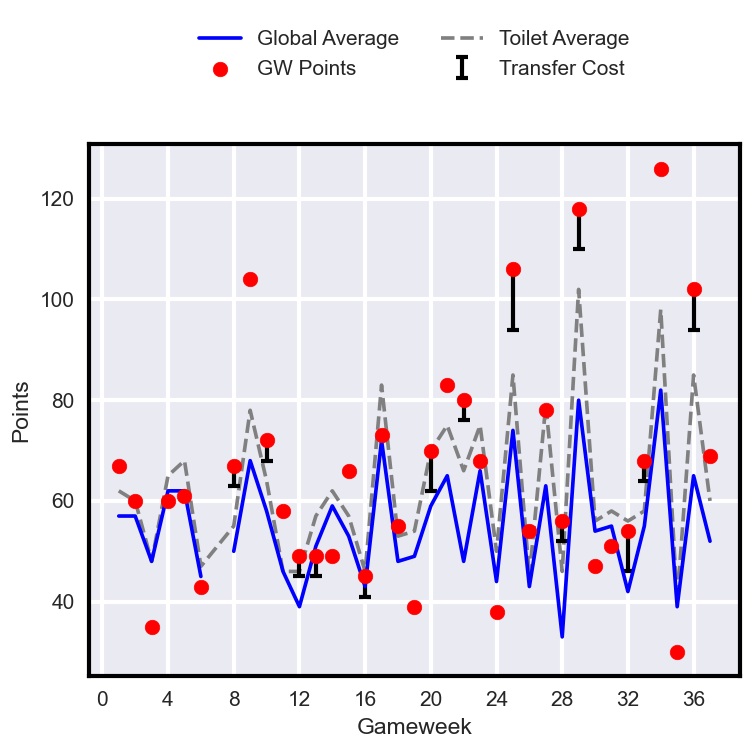 Global Average
Toilet Average
GW Points
Transfer Cost
120
100
80
60
40
Points
0 4 8 12 16 20 24 28 32 36
Gameweek